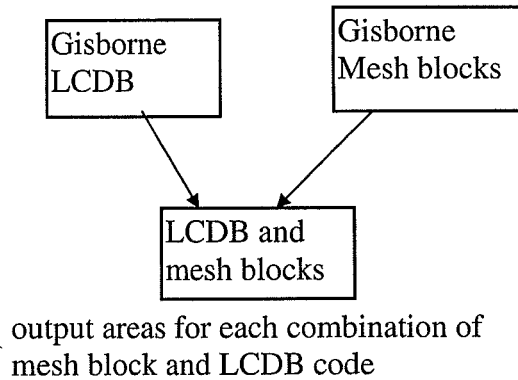 Gisborne
LCDB
Gisborne
Mesh blocks
LCDB and
mesh blocks
output areas for each combination of
mesh block and LCDB code